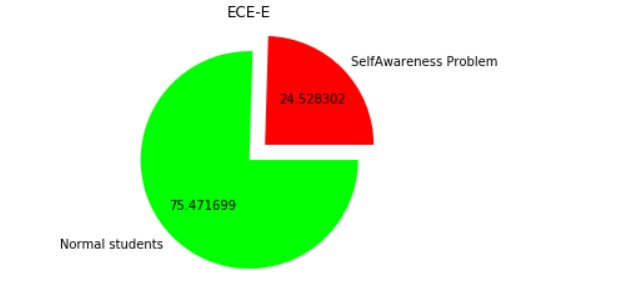 ECE-E
SelfAwareness Problem
24.528302
75.471699
Normal students